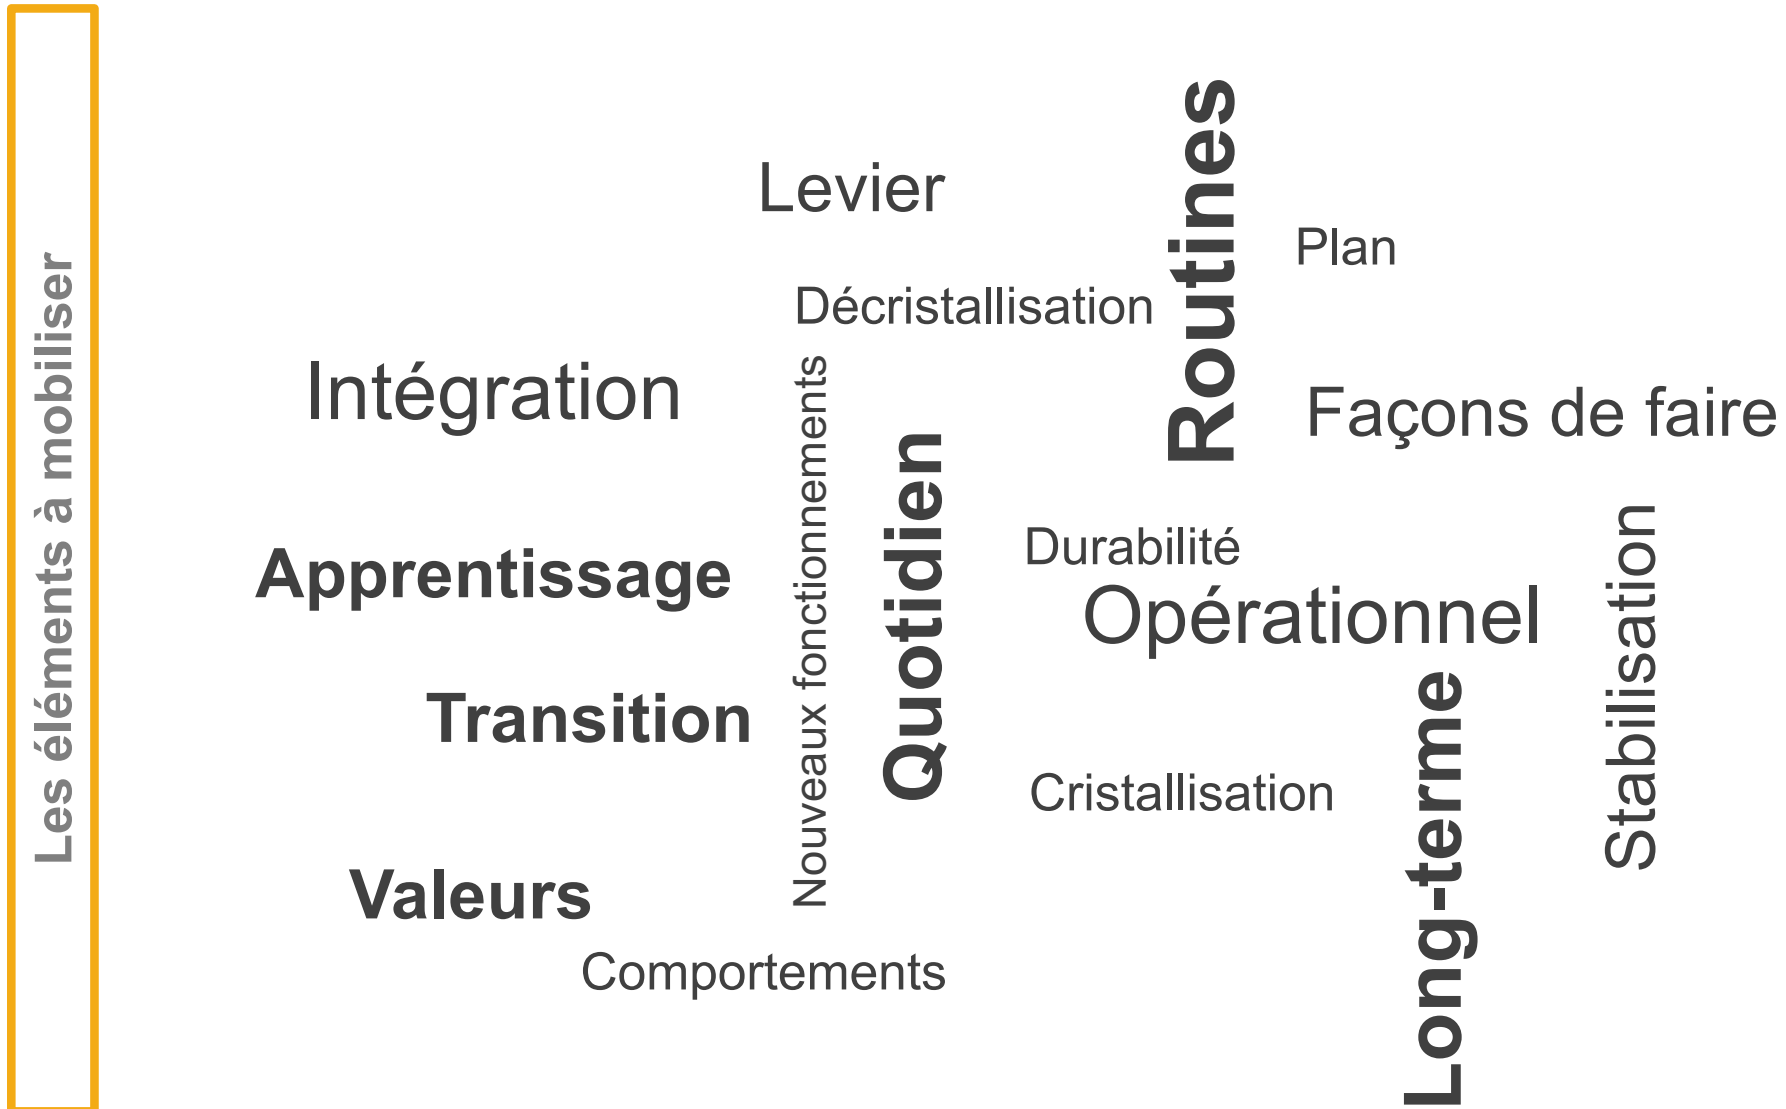 Les éléments à mobiliser
Levier
Routines
Plan
Décristallisation
Intégration
Nouveaux fonctionnements
Façons de faire
Quotidien
Durabilité
Apprentissage
Opérationnel
Stabilisation
Transition
Long-terme
Cristallisation
Valeurs
Comportements